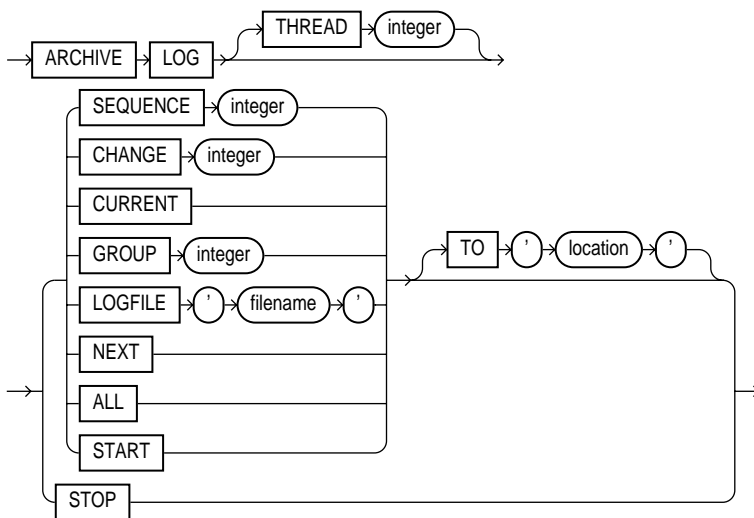 THREAD integer
ARCHIVE LOG
SEQUENCE integer
CHANGE integer
CURRENT
TO ' location '
GROUP integer
LOGFILE ' filename '
NEXT
ALL
START
STOP